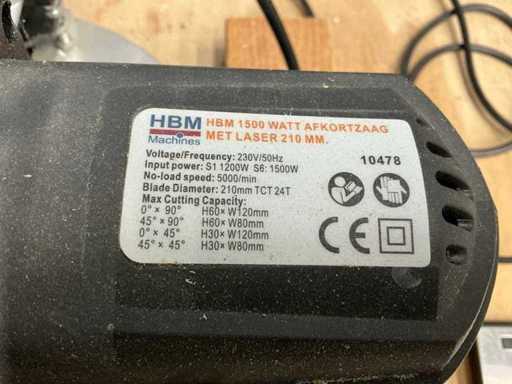 HBM
Machines
HBM 1500 WATT AFKORTZAAG
MET LASER 210 MM.
Voltage/Frequency: 230V/50Hz
Input power: S1 1200W S6: 1500W
No-load speed: 5000/min
Blade Diameter: 210mm TCT 24T
Max Cutting Capacity:
0° × 90° H60× W120mm
45° × 90° H60× W80mm
0° × 45° H30× W120mm
45° × 45° H30× W80mm
10478
CE